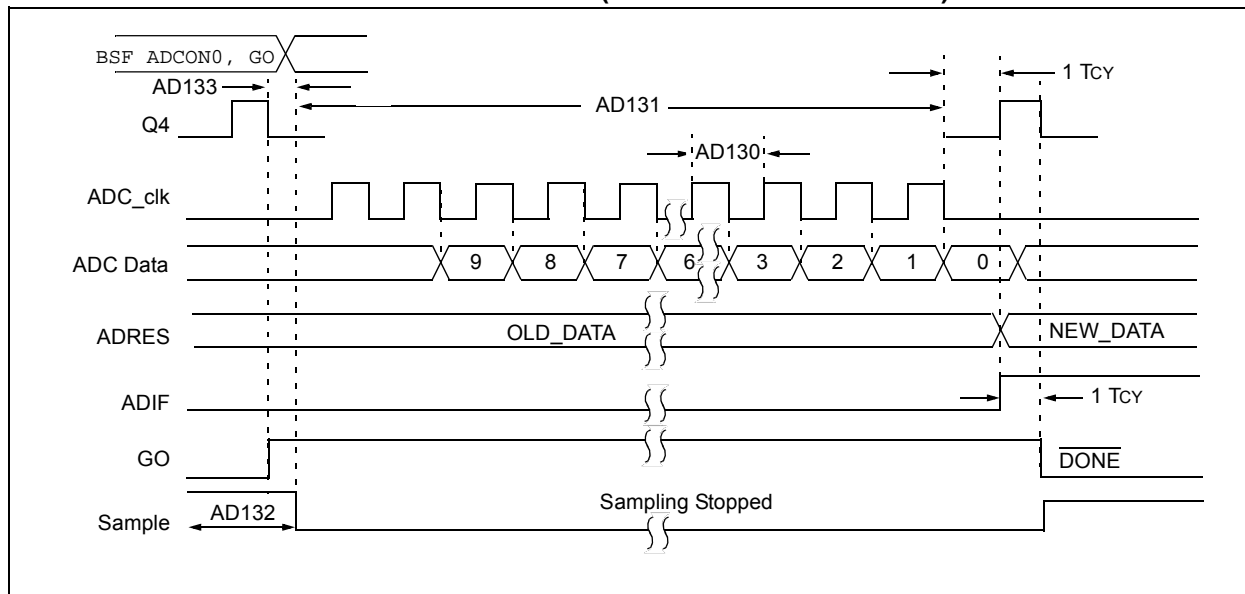 BSF ADCON0, GO
1 TCY
AD133
AD131
Q4
AD130
ADC_clk
ADC Data
9 8 7 6 3 2 1 0
ADRES
OLD_DATA
NEW_DATA
ADIF
1 TCY
GO
DONE
Sampling Stopped
AD132
Sample